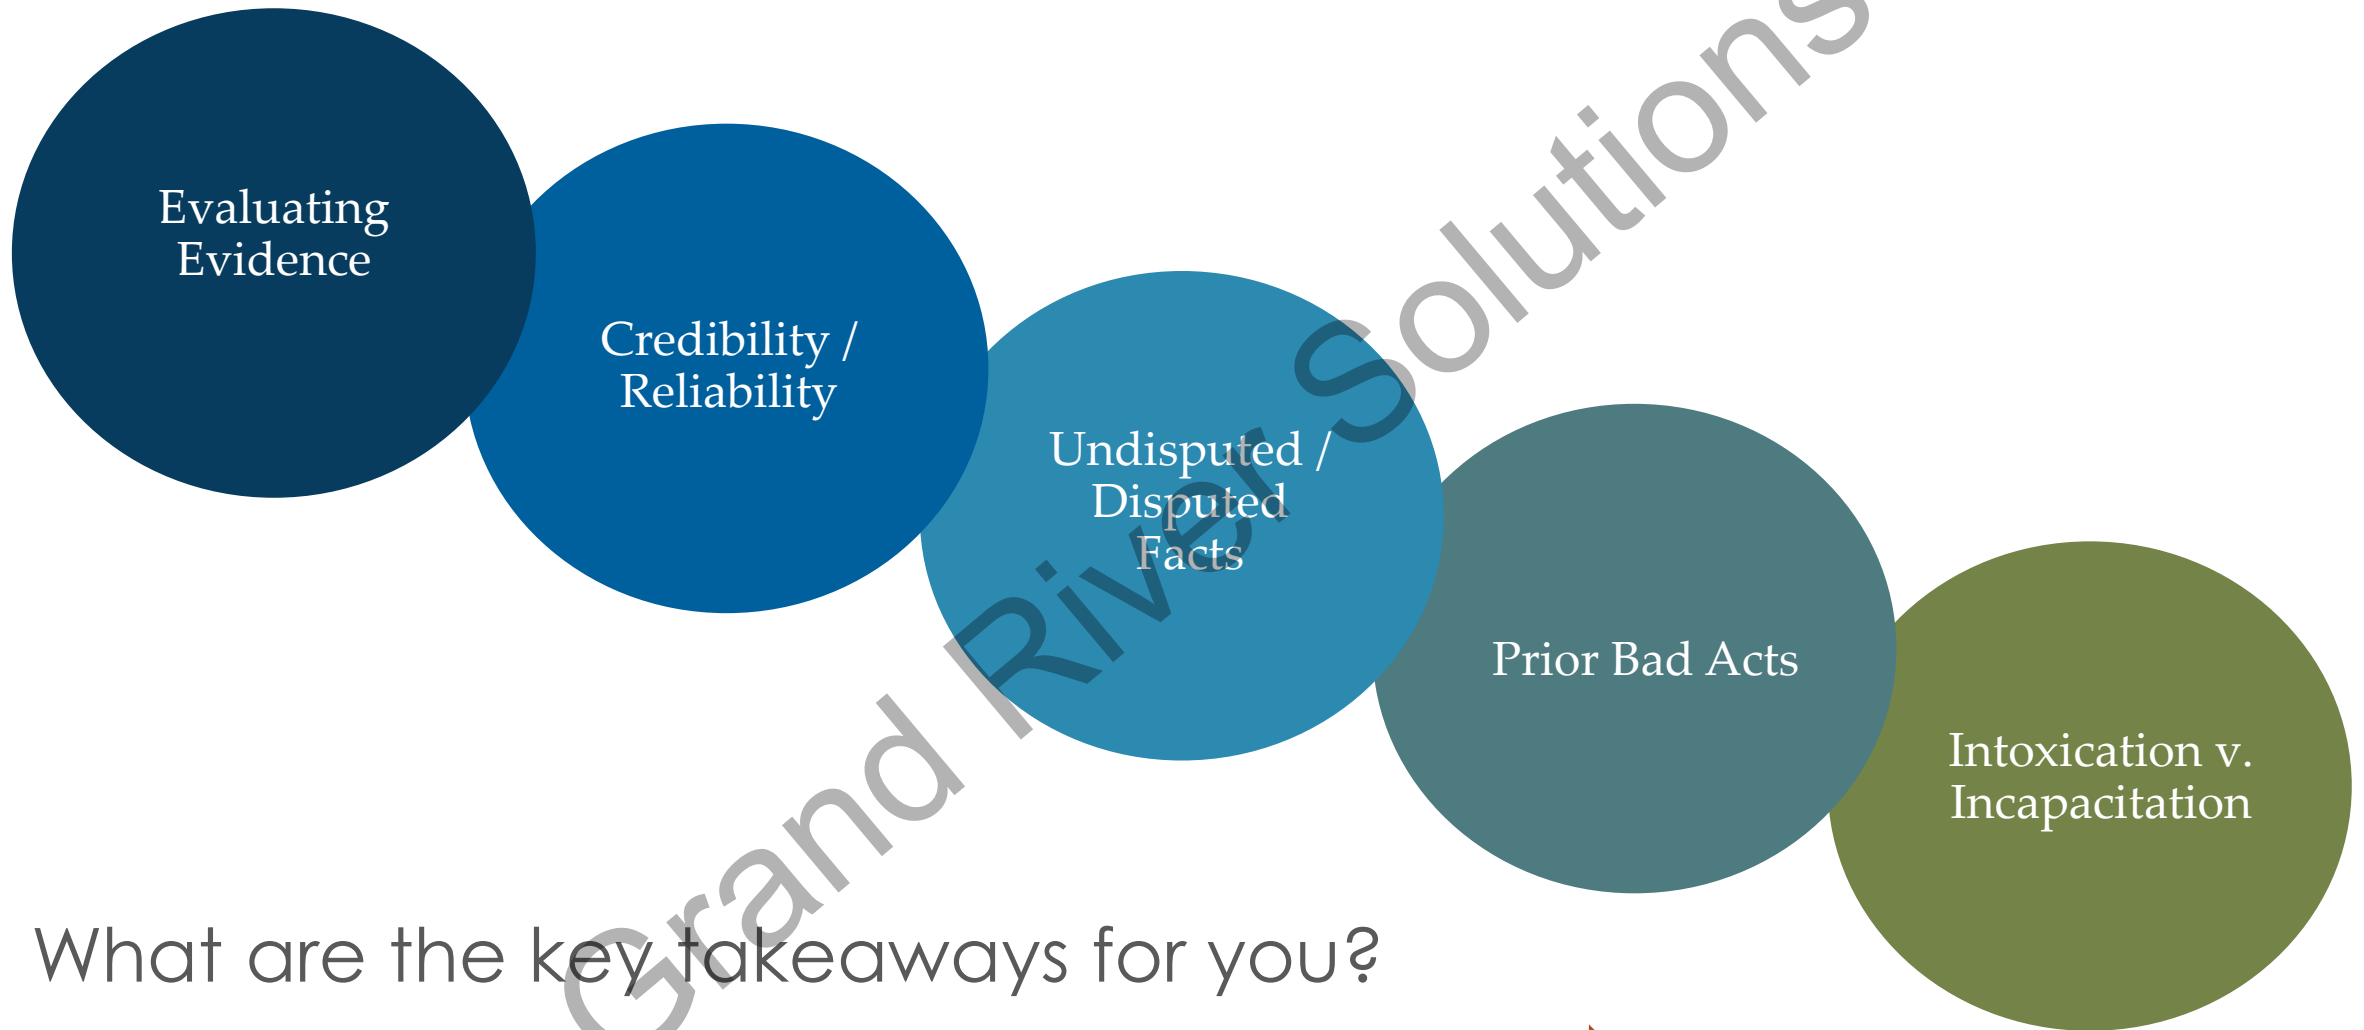 Evaluating
Evidence
Credibility /
Reliability
Undisputed /
Disputed
Facts
Prior Bad Acts
Intoxication v.
Incapacitation
What are the key takeaways for you?
Grand River Solutions